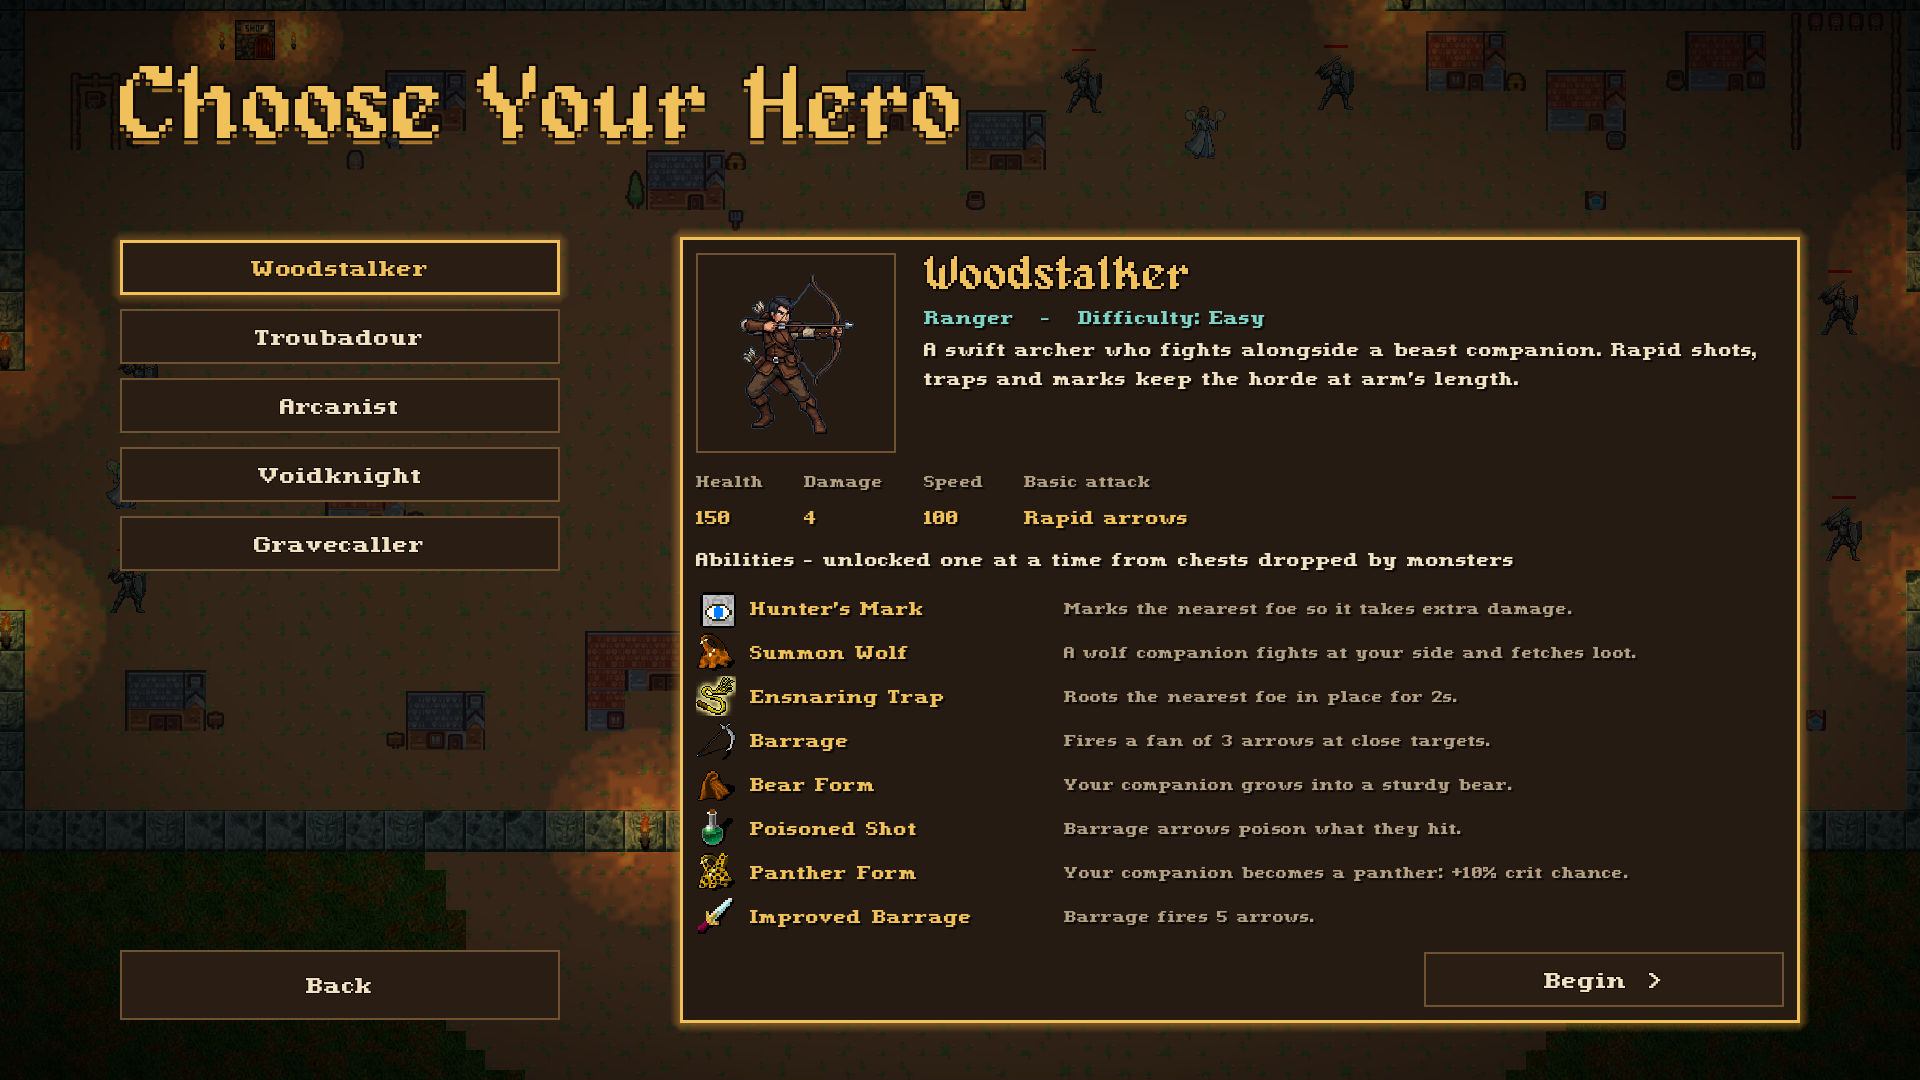 SHOP
Choose Your Hero
Woodstalker
Troubadour
Arcanist
Voidknight
Gravecaller
Back
Woodstalker
Ranger - Difficulty: Easy
A swift archer who fights alongside a beast companion. Rapid shots,
traps and marks keep the horde at arm's length.
Health Damage Speed Basic attack
150 4 100 Rapid arrows
Abilities - unlocked one at a time from chests dropped by monsters
Hunter's Mark Marks the nearest foe so it takes extra damage.
Summon Wolf A wolf companion fights at your side and fetches loot.
Ensnaring Trap Roots the nearest foe in place for 2s.
Barrage Fires a fan of 3 arrows at close targets.
Bear Form Your companion grows into a sturdy bear.
Poisoned Shot Barrage arrows poison what they hit.
Panther Form Your companion becomes a panther: +10% crit chance.
Improved Barrage Barrage fires 5 arrows.
Begin >